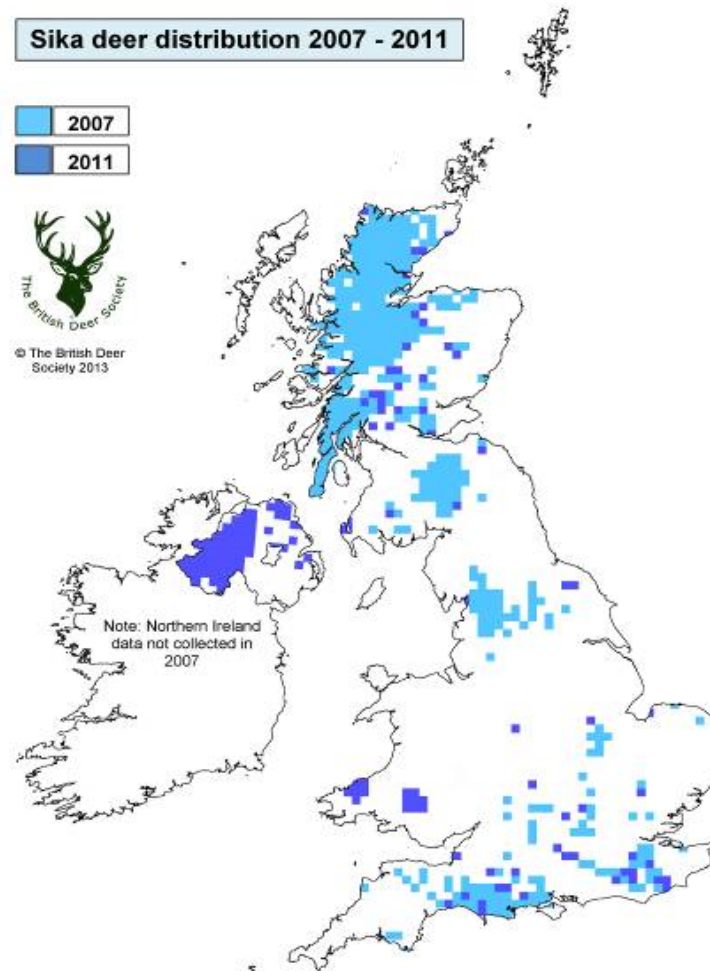 Sika deer distribution 2007 - 2011
2007
2011
The British Deer Society
© The British Deer
Society 2013
Note: Northern Ireland
data not collected in
2007